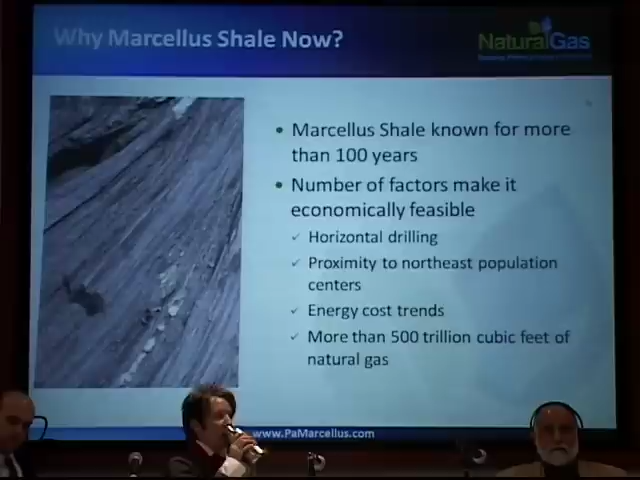 Why Marcellus Shale Now?
NaturalGas
• Marcellus Shale known for more
than 100 years
• Number of factors make it
economically feasible
✓ Horizontal drilling
✓ Proximity to northeast population
centers
✓ Energy cost trends
✓ More than 500 trillion cubic feet of
natural gas
www.PaMarcellus.com